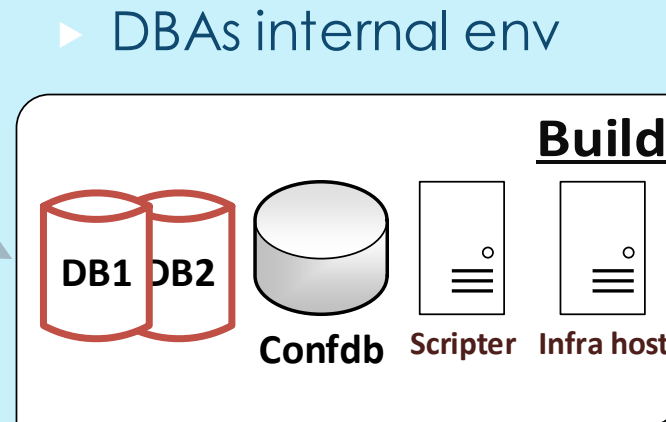 DBAs internal env
Build
DB1 DB2
Confdb Scripter Infra host